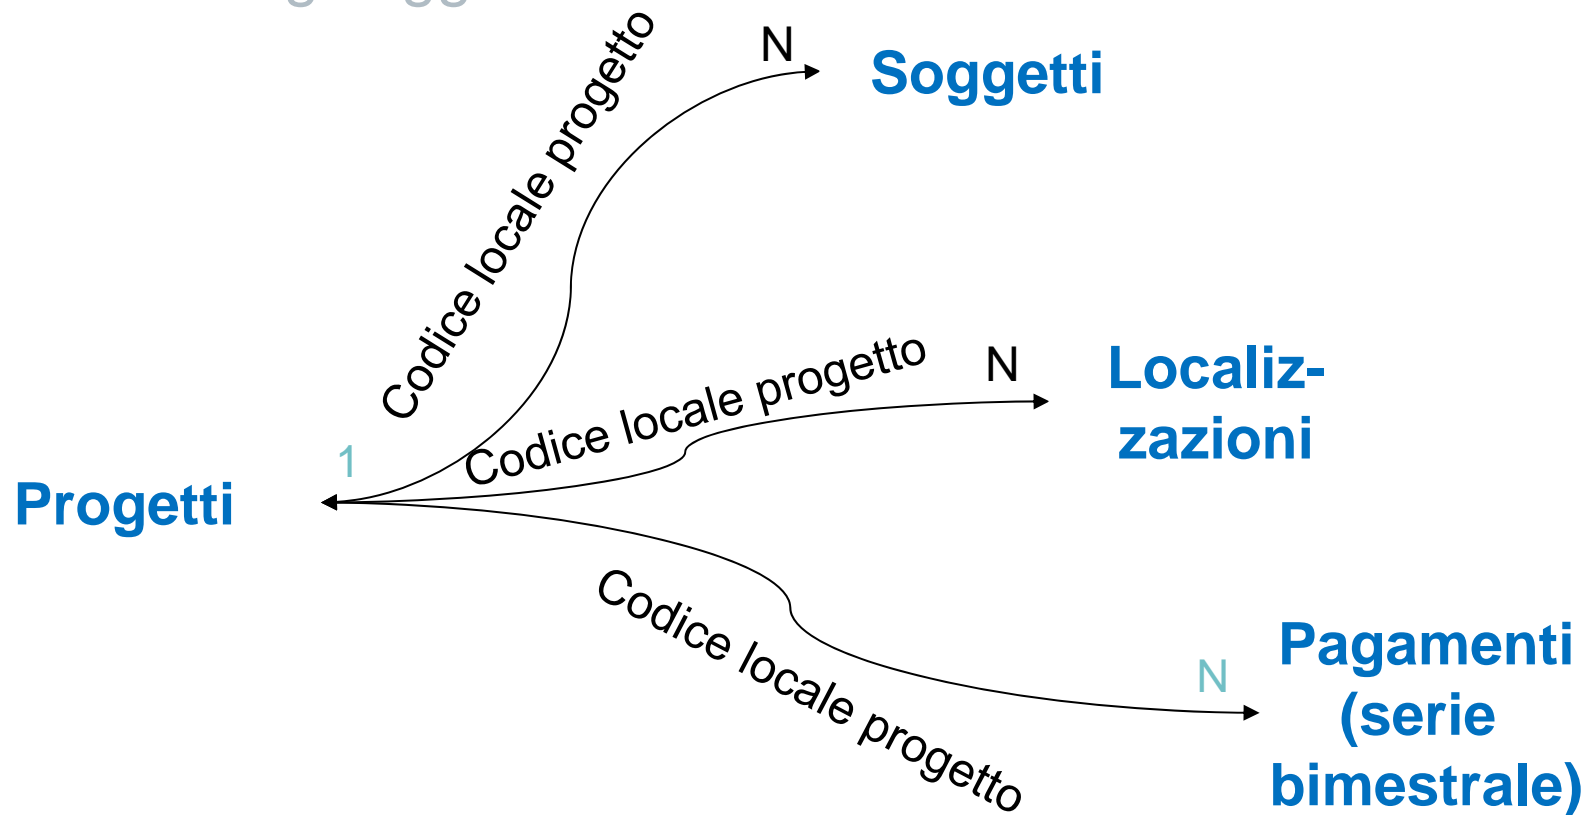 Codice locale progetto
N
Soggetti
Codice locale progetto
N
Localiz-
zazioni
1
Progetti
Codice locale progetto
N
Pagamenti
(serie
bimestrale)